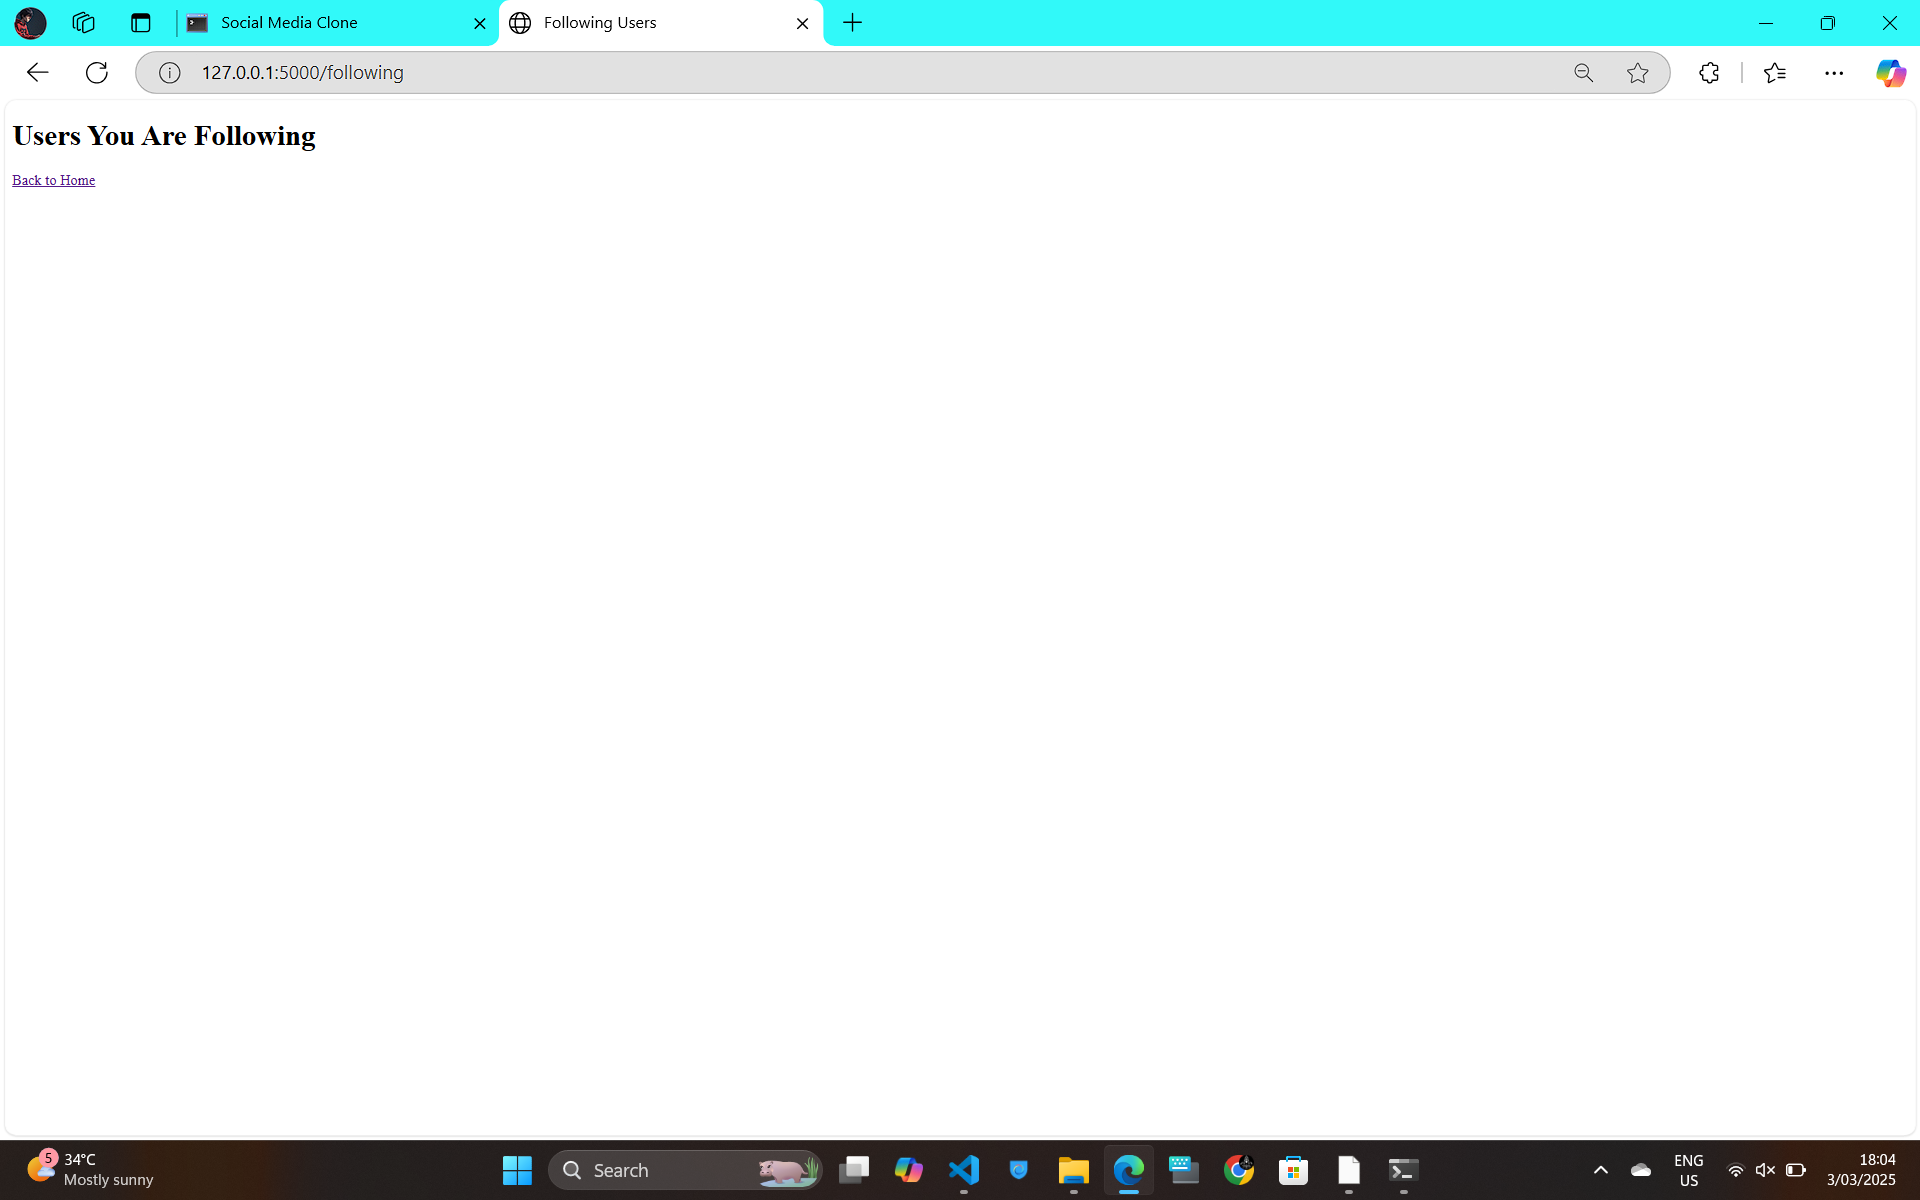 Social Media Clone
Following Users
127.0.0.1:5000/following
Users You Are Following
Back to Home
5
34°C
Mostly sunny
Search
ENG
US
18:04
3/03/2025